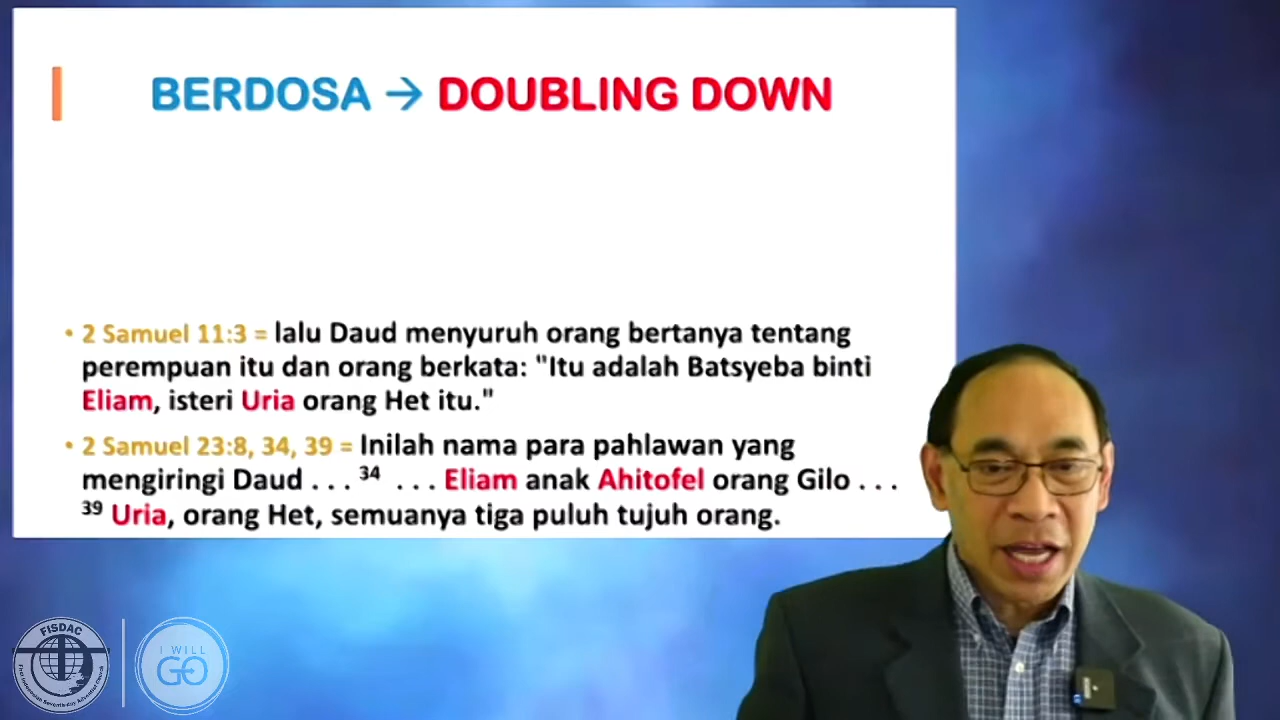 BERDOSA → DOUBLING DOWN
• 2 Samuel 11:3 = lalu Daud menyuruh orang bertanya tentang
perempuan itu dan orang berkata: "Itu adalah Batsyeba binti
Eliam, isteri Uria orang Het itu."
• 2 Samuel 23:8, 34, 39 = Inilah nama para pahlawan yang
mengiringi Daud . . . ³⁴ . . . Eliam anak Ahitofel orang Gilo . . .
³⁹ Uria, orang Het, semuanya tiga puluh tujuh orang.
FISDAC
I WILL
GO